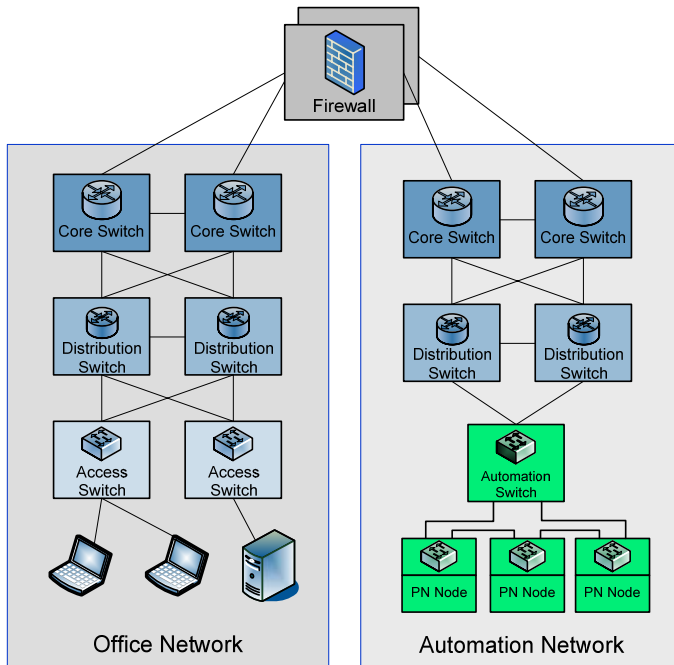 Firewall
Core Switch
Core Switch
Distribution
Switch
Distribution
Switch
Access
Switch
Access
Switch
Office Network
Core Switch
Core Switch
Distribution
Switch
Distribution
Switch
Automation
Switch
PN Node
PN Node
PN Node
Automation Network